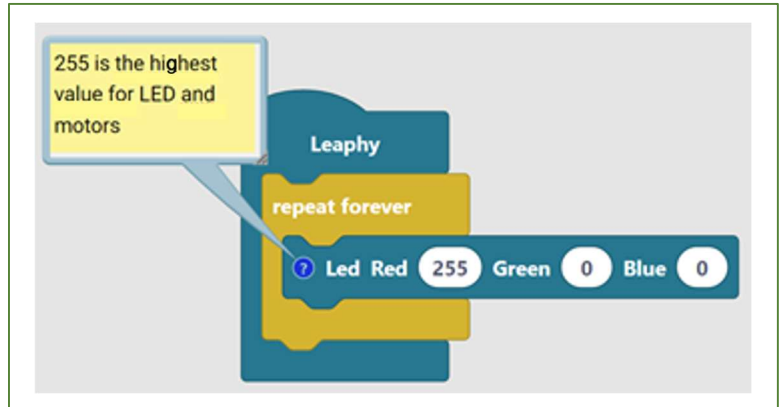 255 is the highest
value for LED and
motors
Leaphy
repeat forever
? Led Red 255 Green 0 Blue 0